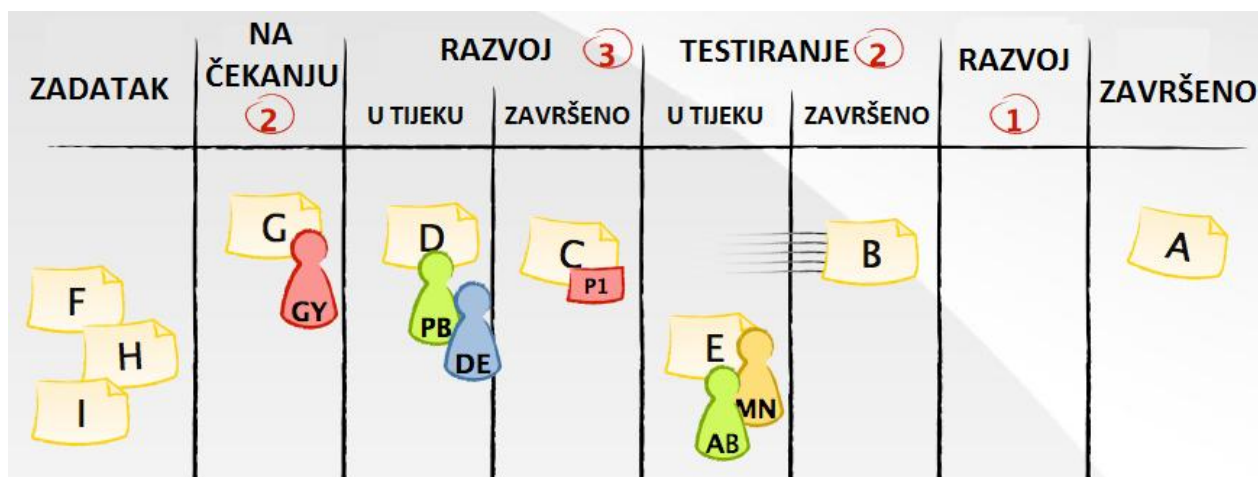 ZADATAK
NA
ČEKANJU
2
RAZVOJ 3
U TIJEKU
ZAVRŠENO
TESTIRANJE 2
U TIJEKU
ZAVRŠENO
RAZVOJ
1
ZAVRŠENO
F
H
I
G
GY
D
PB
DE
C
P1
E
MN
AB
B
A